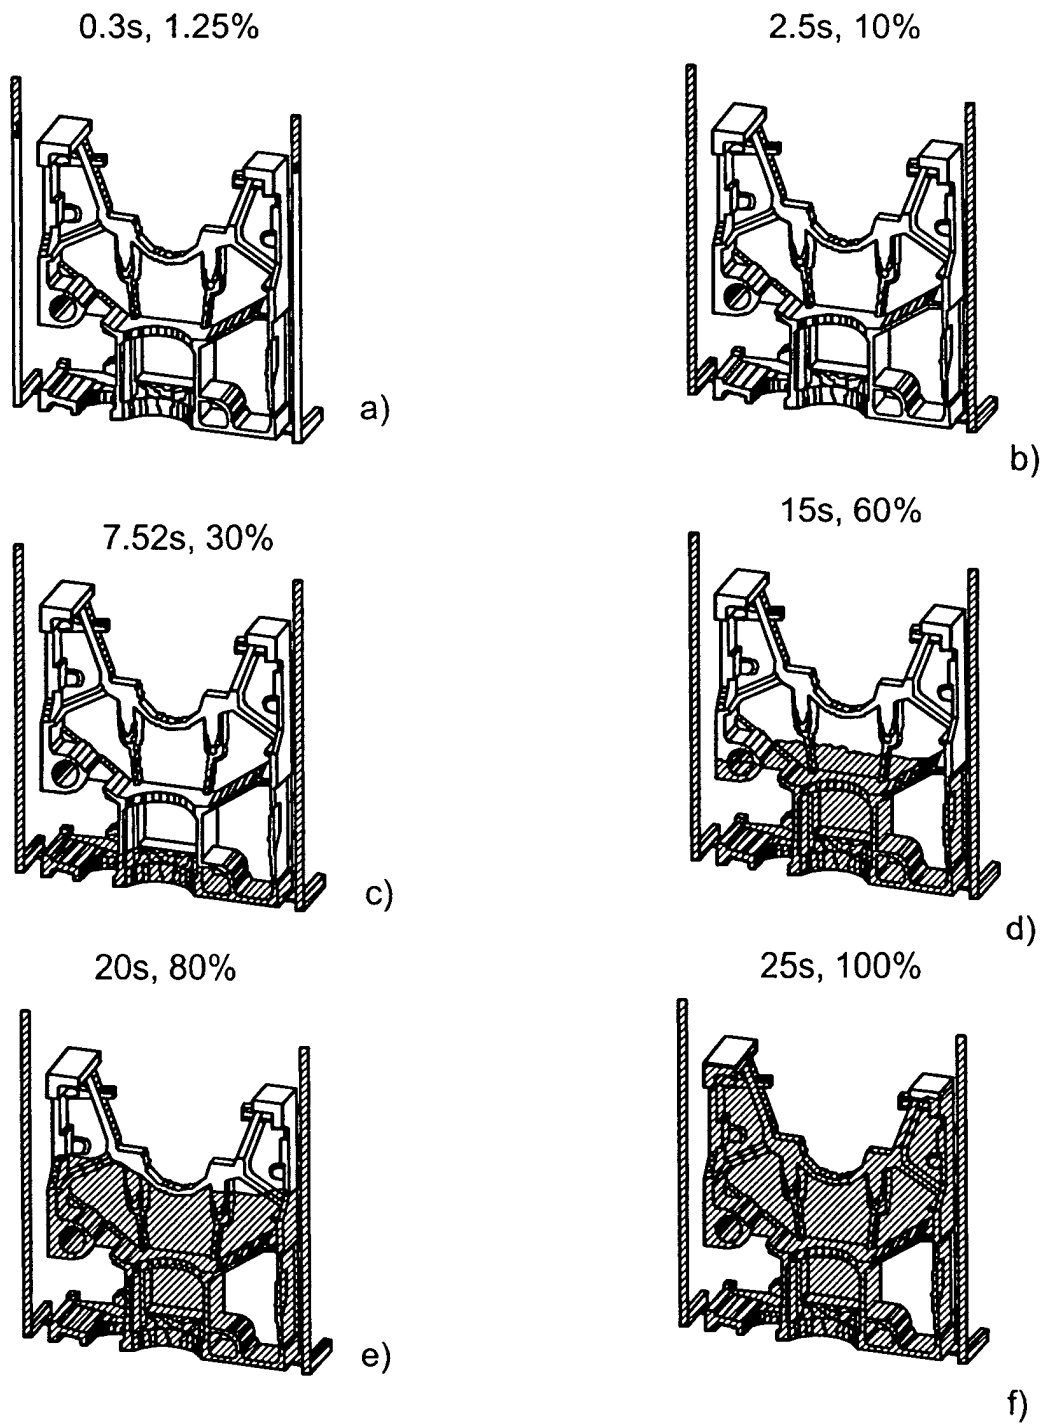 0.3s, 1.25%
2.5s, 10%
a)
b)
7.52s, 30%
15s, 60%
c)
d)
20s, 80%
25s, 100%
e)
f)